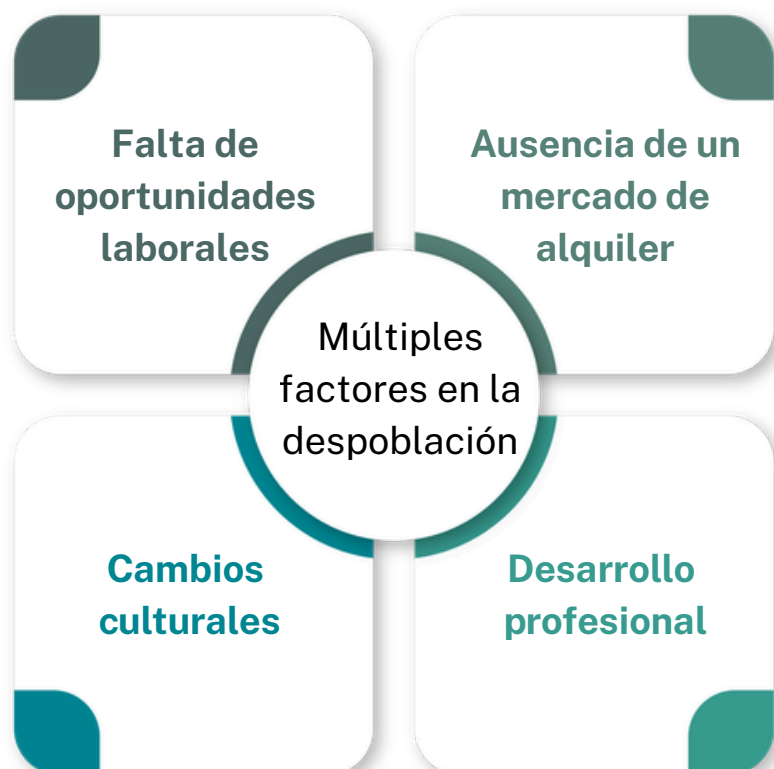 Falta de
oportunidades
laborales
Ausencia de un
mercado de
alquiler
Múltiples
factores en la
despoblación
Cambios
culturales
Desarrollo
profesional